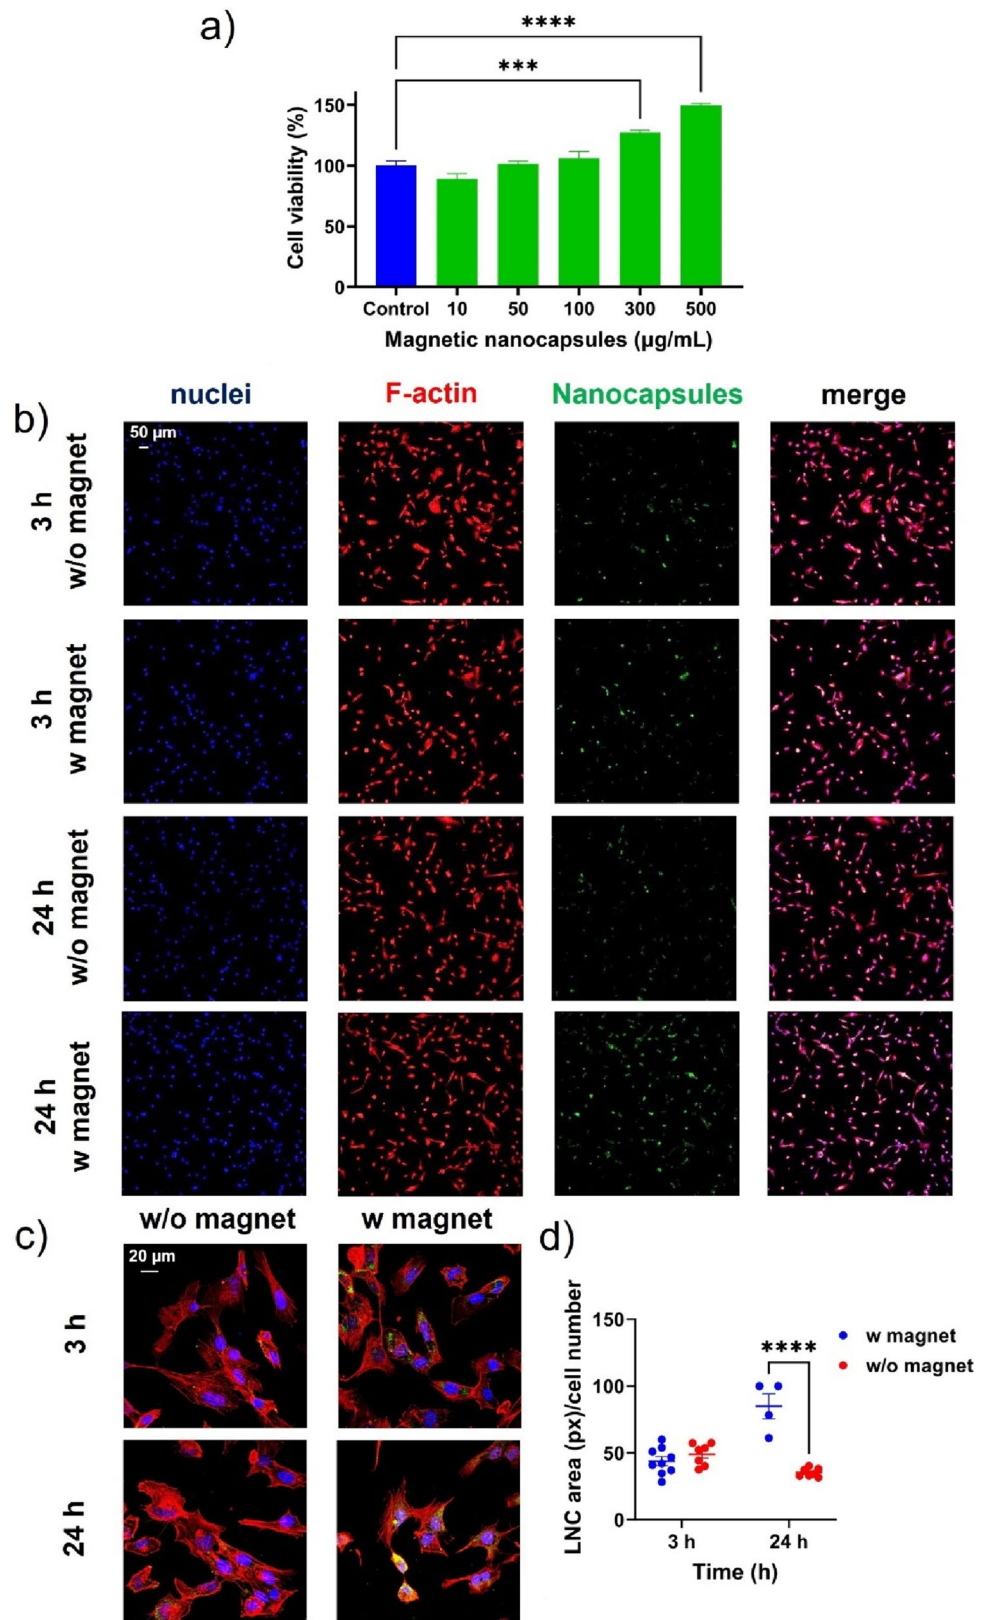 a)
****
***
Cell viability (%)
150
100
50
0
Control 10 50 100 300 500
Magnetic nanocapsules (µg/mL)
b)
nuclei F-actin Nanocapsules merge
50 µm
3 h
w/o magnet
3 h
w magnet
24 h
w/o magnet
24 h
w magnet
c)
w/o magnet w magnet
20 µm
3 h
24 h
d)
LNC area (px)/cell number
150
100
50
0
****
w magnet
w/o magnet
3 h 24 h
Time (h)